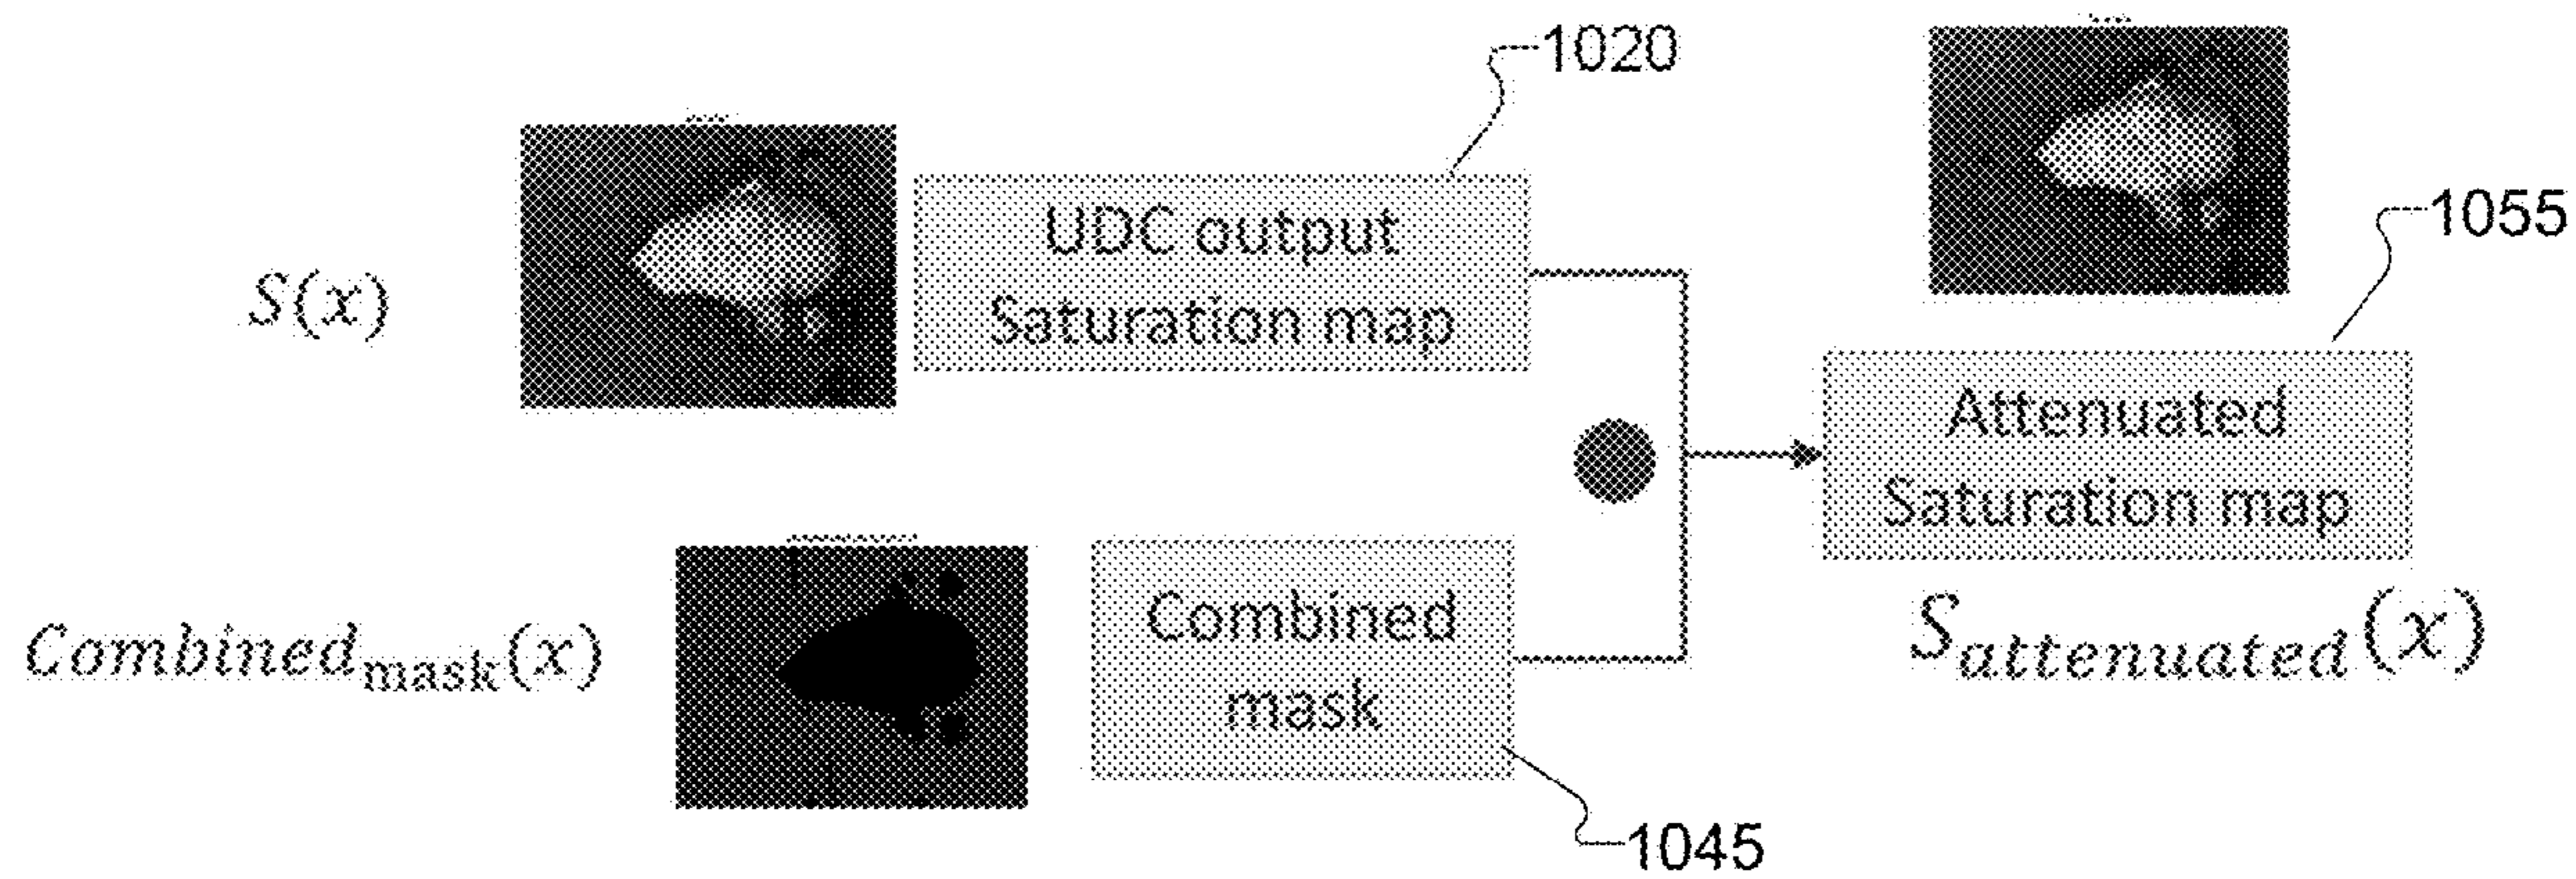 1020
UDC output
Saturation map
S(x)
1055
Attenuated
Saturation map
Combined
mask
Combined_mask(x)
S_attenuated(x)
1045